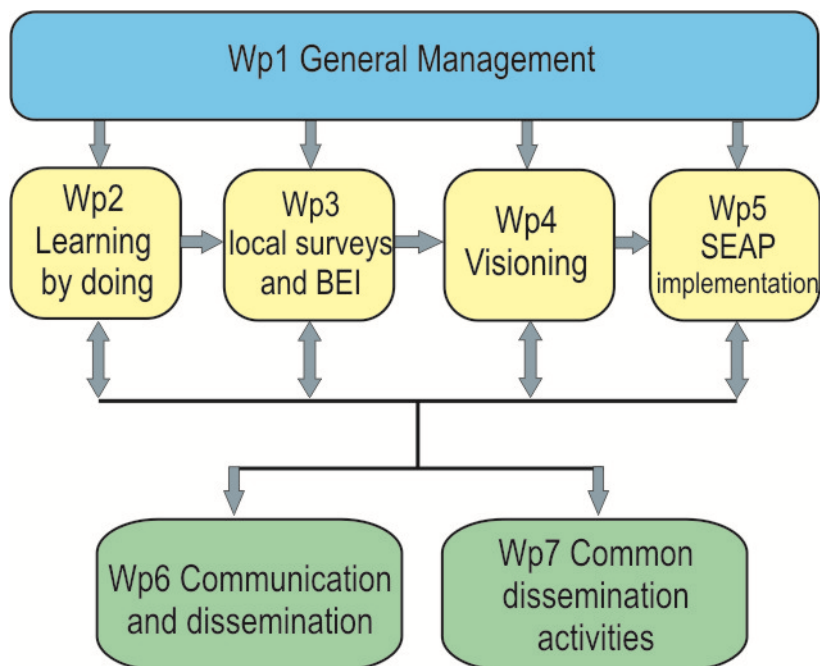 Wp1 General Management
Wp2
Learning
by doing
Wp3
local surveys
and BEI
Wp4
Visioning
Wp5
SEAP
implementation
Wp6 Communication
and dissemination
Wp7 Common
dissemination
activities